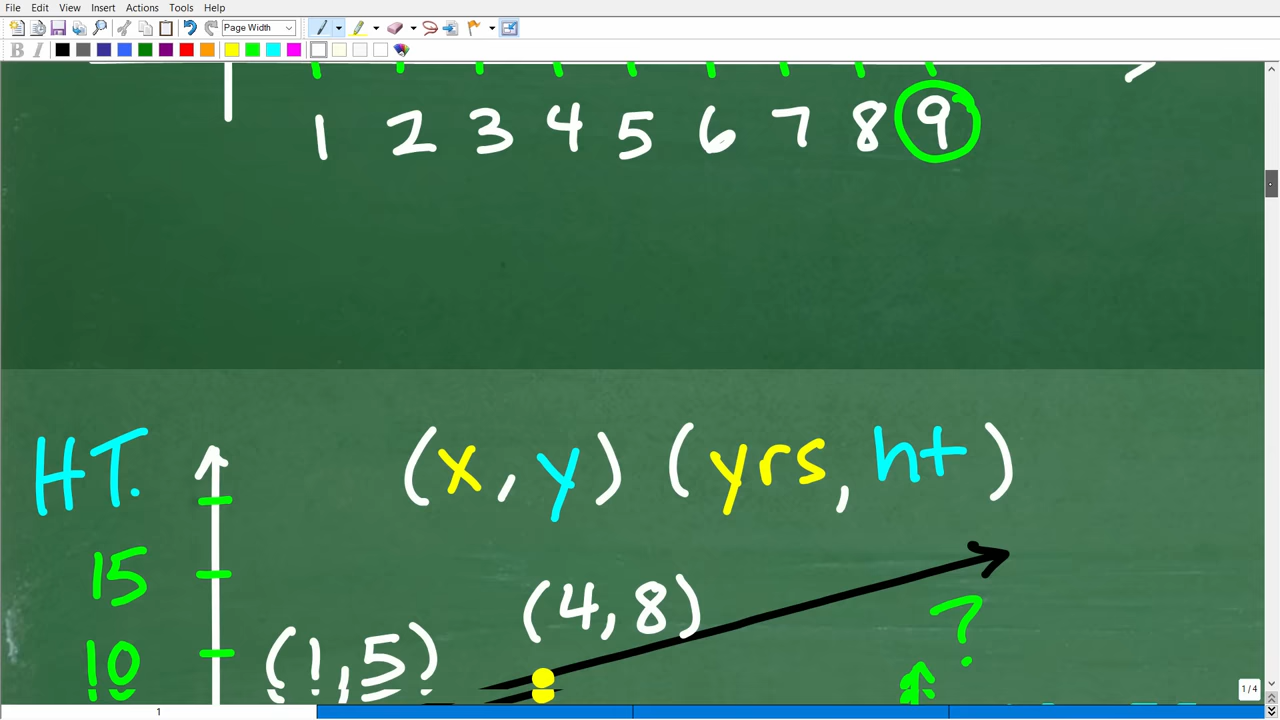 File Edit View Insert Actions Tools Help
Page Width
B I
1 2 3 4 5 6 7 8 9
HT. (x, y) (yrs, ht)
15
(4, 8)
?
10 (1, 5)
1/4
1